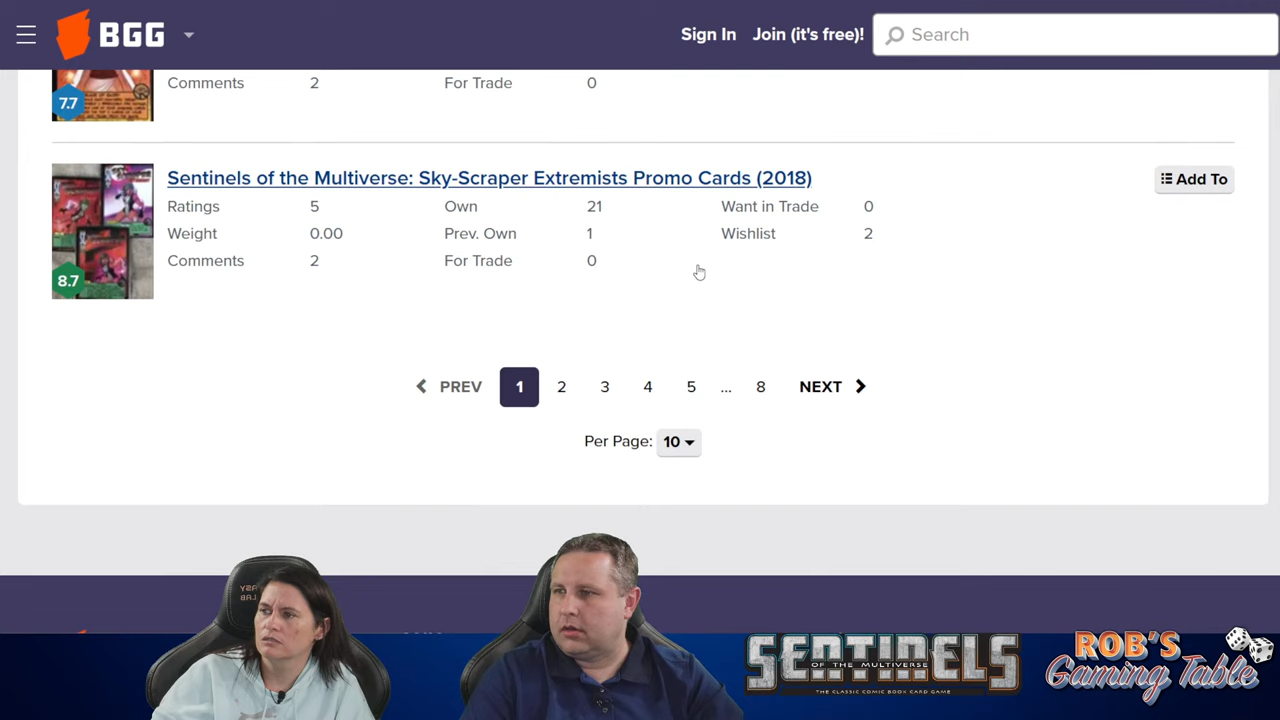 BGG
Sign In
Join (it's free)!
Search
Comments 2 For Trade 0
7.7
Sentinels of the Multiverse: Sky-Scraper Extremists Promo Cards (2018)
Add To
Ratings 5 Own 21 Want in Trade 0
Weight 0.00 Prev. Own 1 Wishlist 2
Comments 2 For Trade 0
8.7
PREV 1 2 3 4 5 ... 8 NEXT
Per Page: 10
SENTINELS
OF THE MULTIVERSE
THE CLASSIC COMIC BOOK CARD GAME
ROB'S
Gaming Table